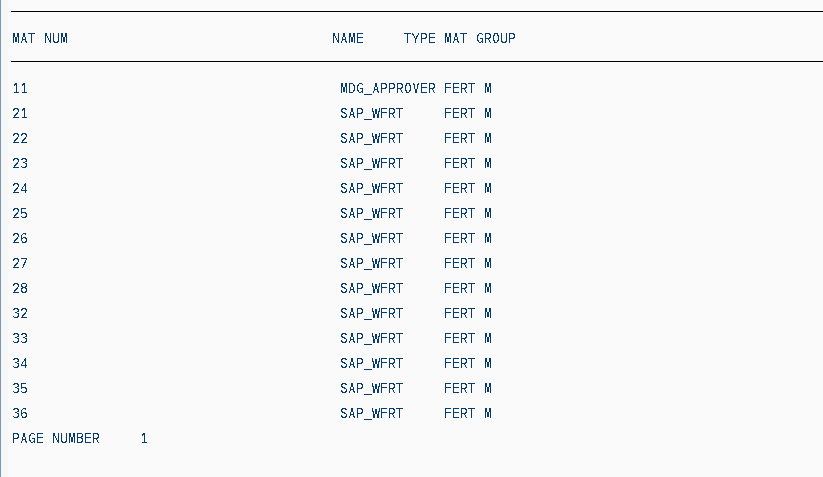 MAT NUM NAME TYPE MAT GROUP
11 MDG_APPROVER FERT M
21 SAP_WFRT FERT M
22 SAP_WFRT FERT M
23 SAP_WFRT FERT M
24 SAP_WFRT FERT M
25 SAP_WFRT FERT M
26 SAP_WFRT FERT M
27 SAP_WFRT FERT M
28 SAP_WFRT FERT M
32 SAP_WFRT FERT M
33 SAP_WFRT FERT M
34 SAP_WFRT FERT M
35 SAP_WFRT FERT M
36 SAP_WFRT FERT M
PAGE NUMBER 1